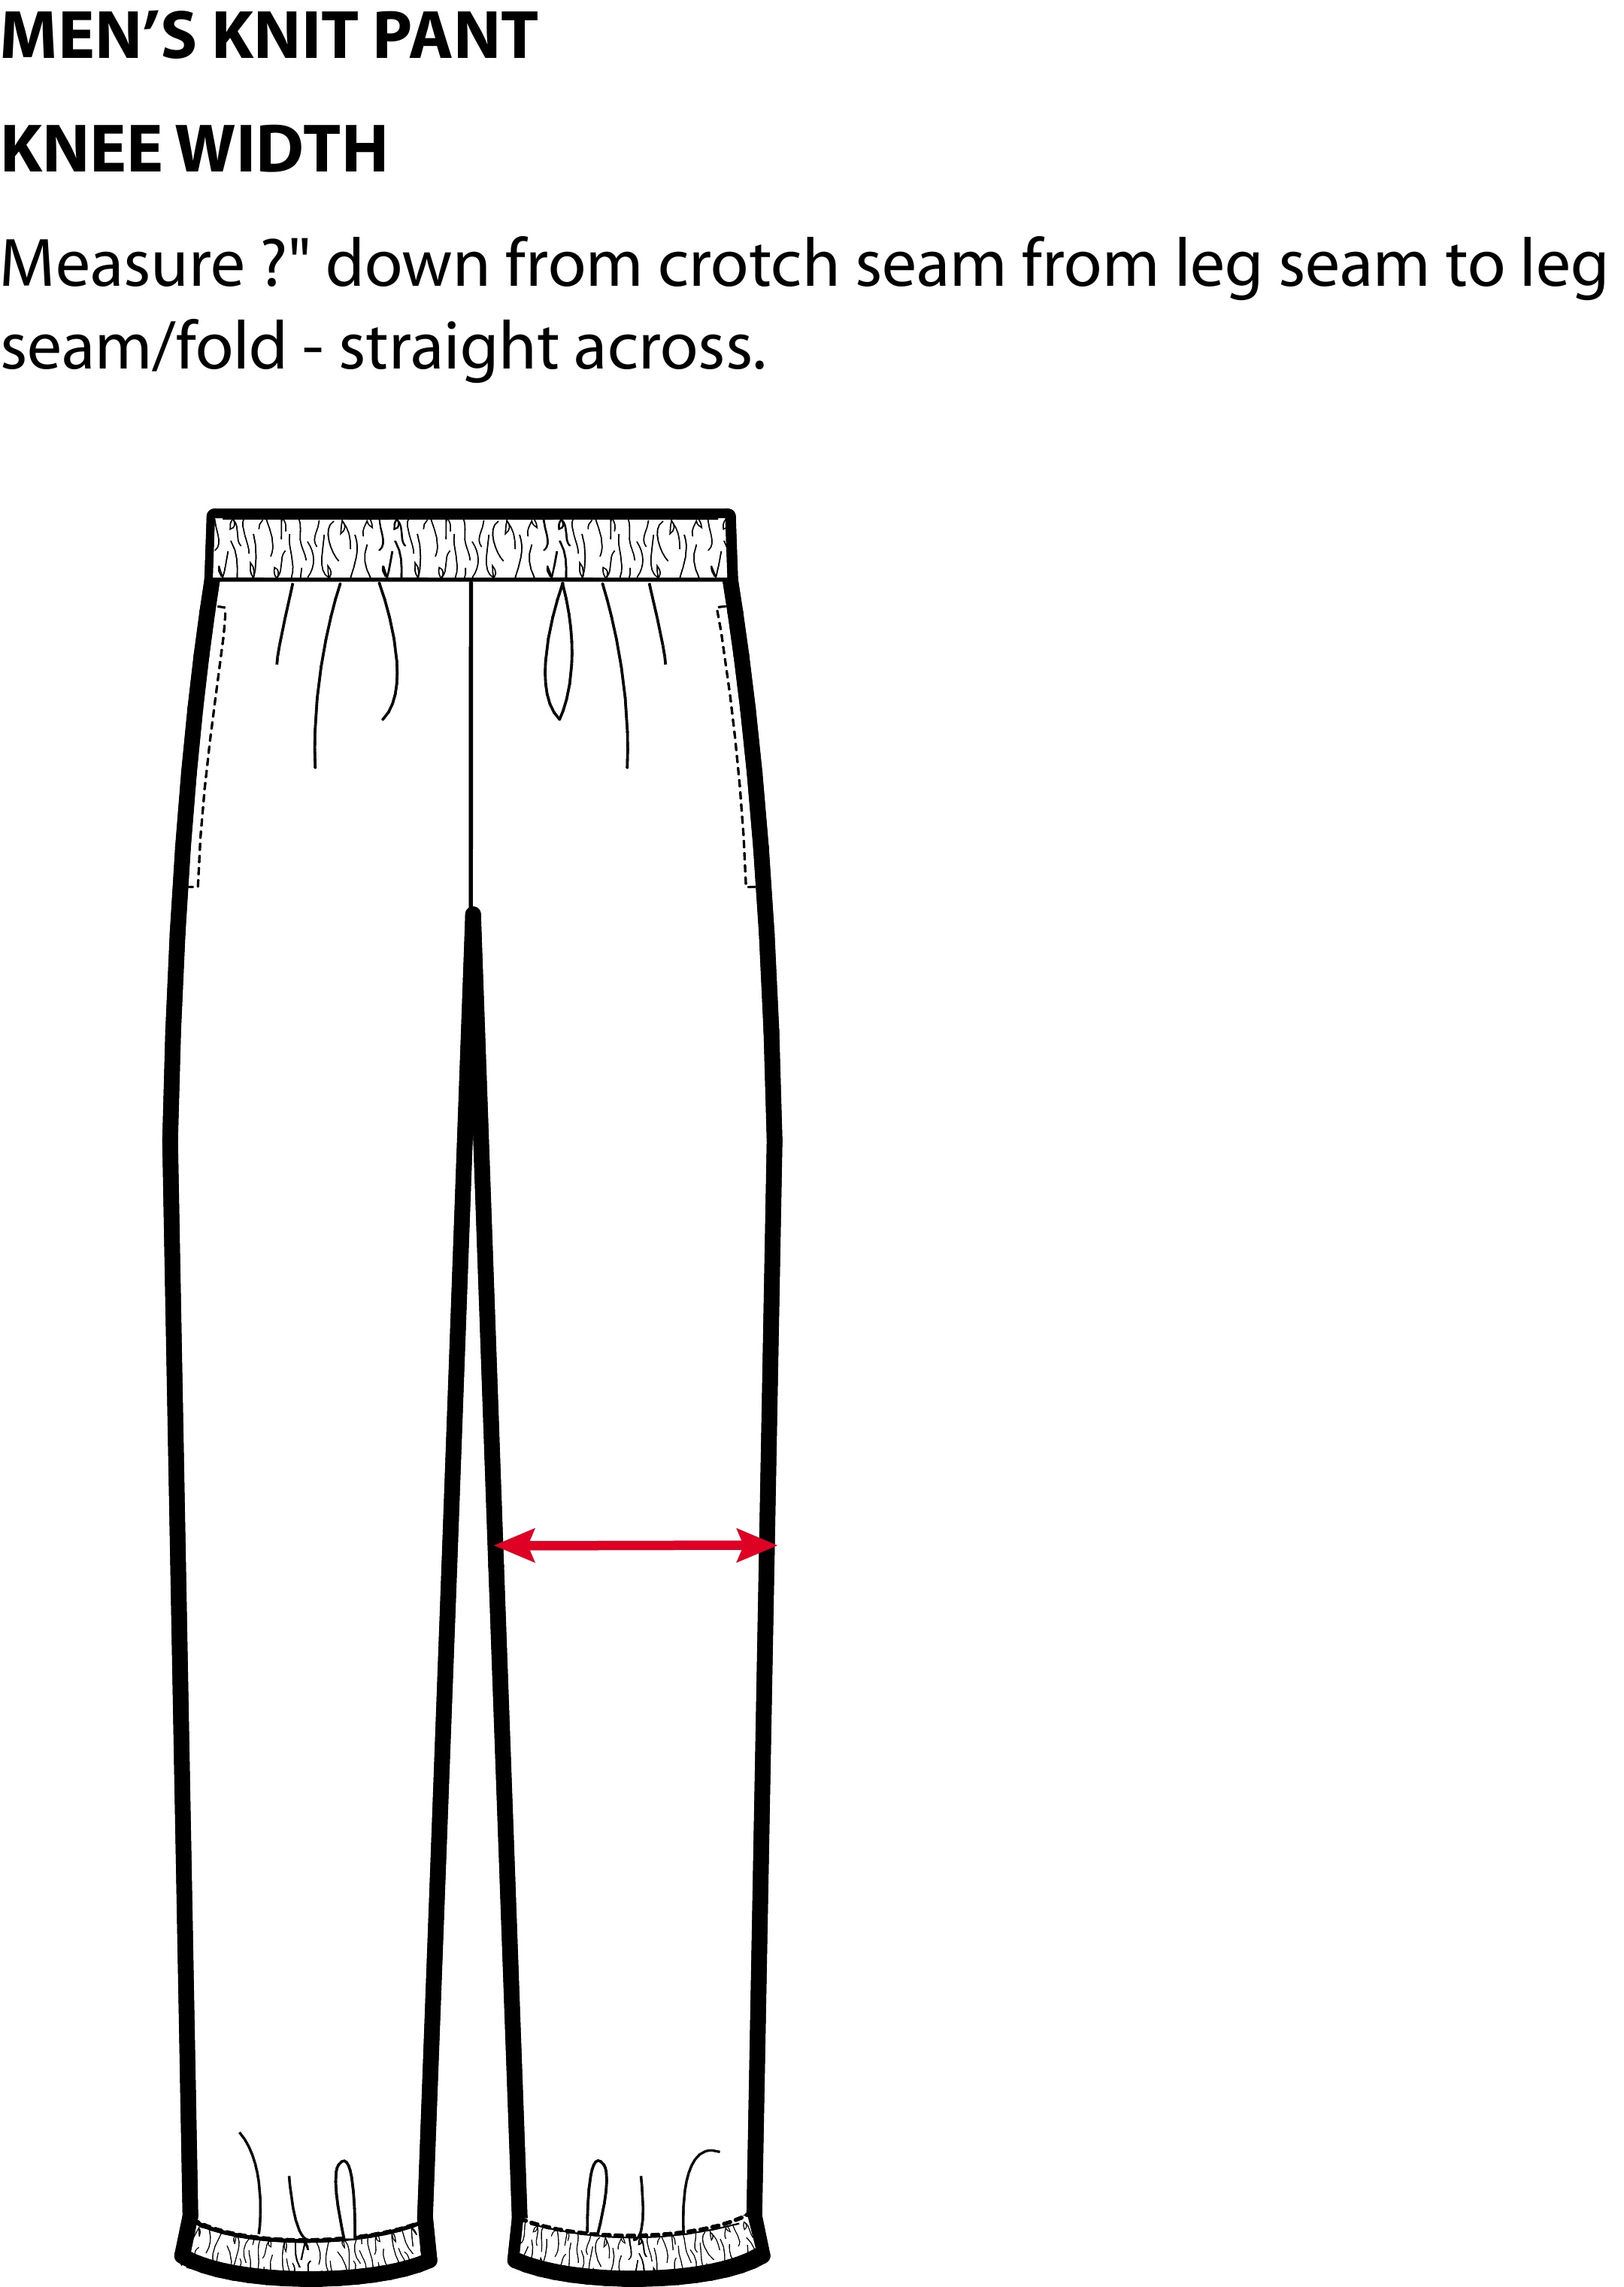 MEN’S KNIT PANT
KNEE WIDTH
Measure ?" down from crotch seam from leg seam to leg
seam/fold - straight across.